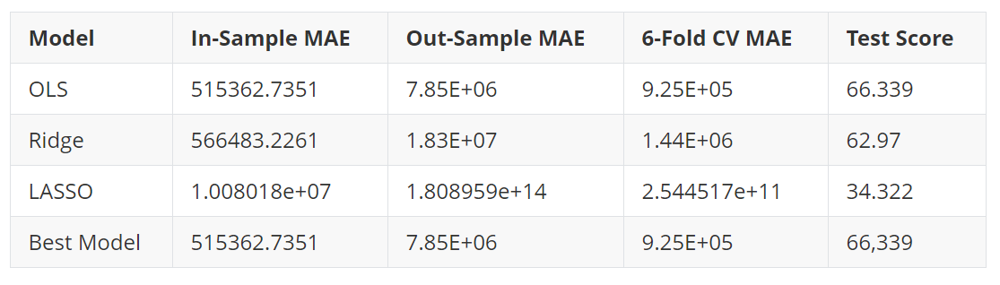 Model In-Sample MAE Out-Sample MAE 6-Fold CV MAE Test Score
OLS 515362.7351 7.85E+06 9.25E+05 66.339
Ridge 566483.2261 1.83E+07 1.44E+06 62.97
LASSO 1.008018e+07 1.808959e+14 2.544517e+11 34.322
Best Model 515362.7351 7.85E+06 9.25E+05 66,339